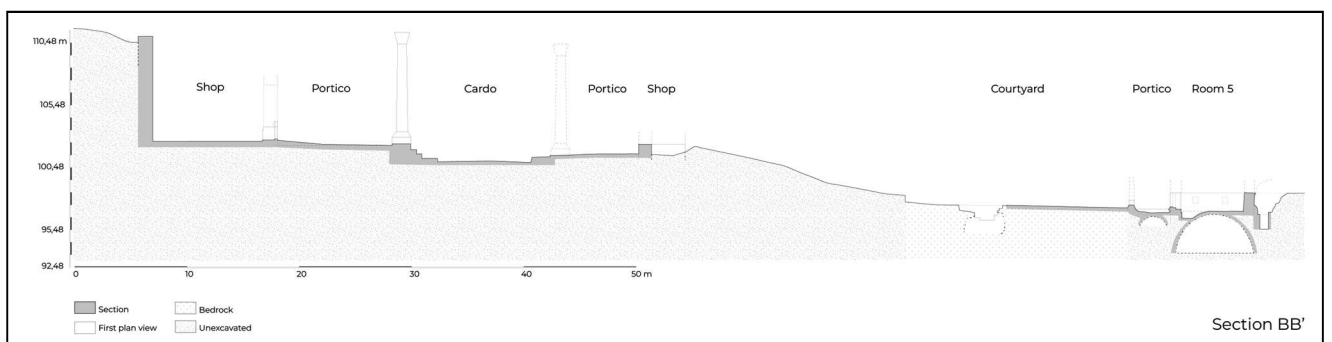 110,48 m
105,48
100,48
95,48
92,48
Shop Portico Cardo Portico Shop Courtyard Portico Room 5
0 10 20 30 40 50 m
Section Bedrock
First plan view Unexcavated
Section BB'